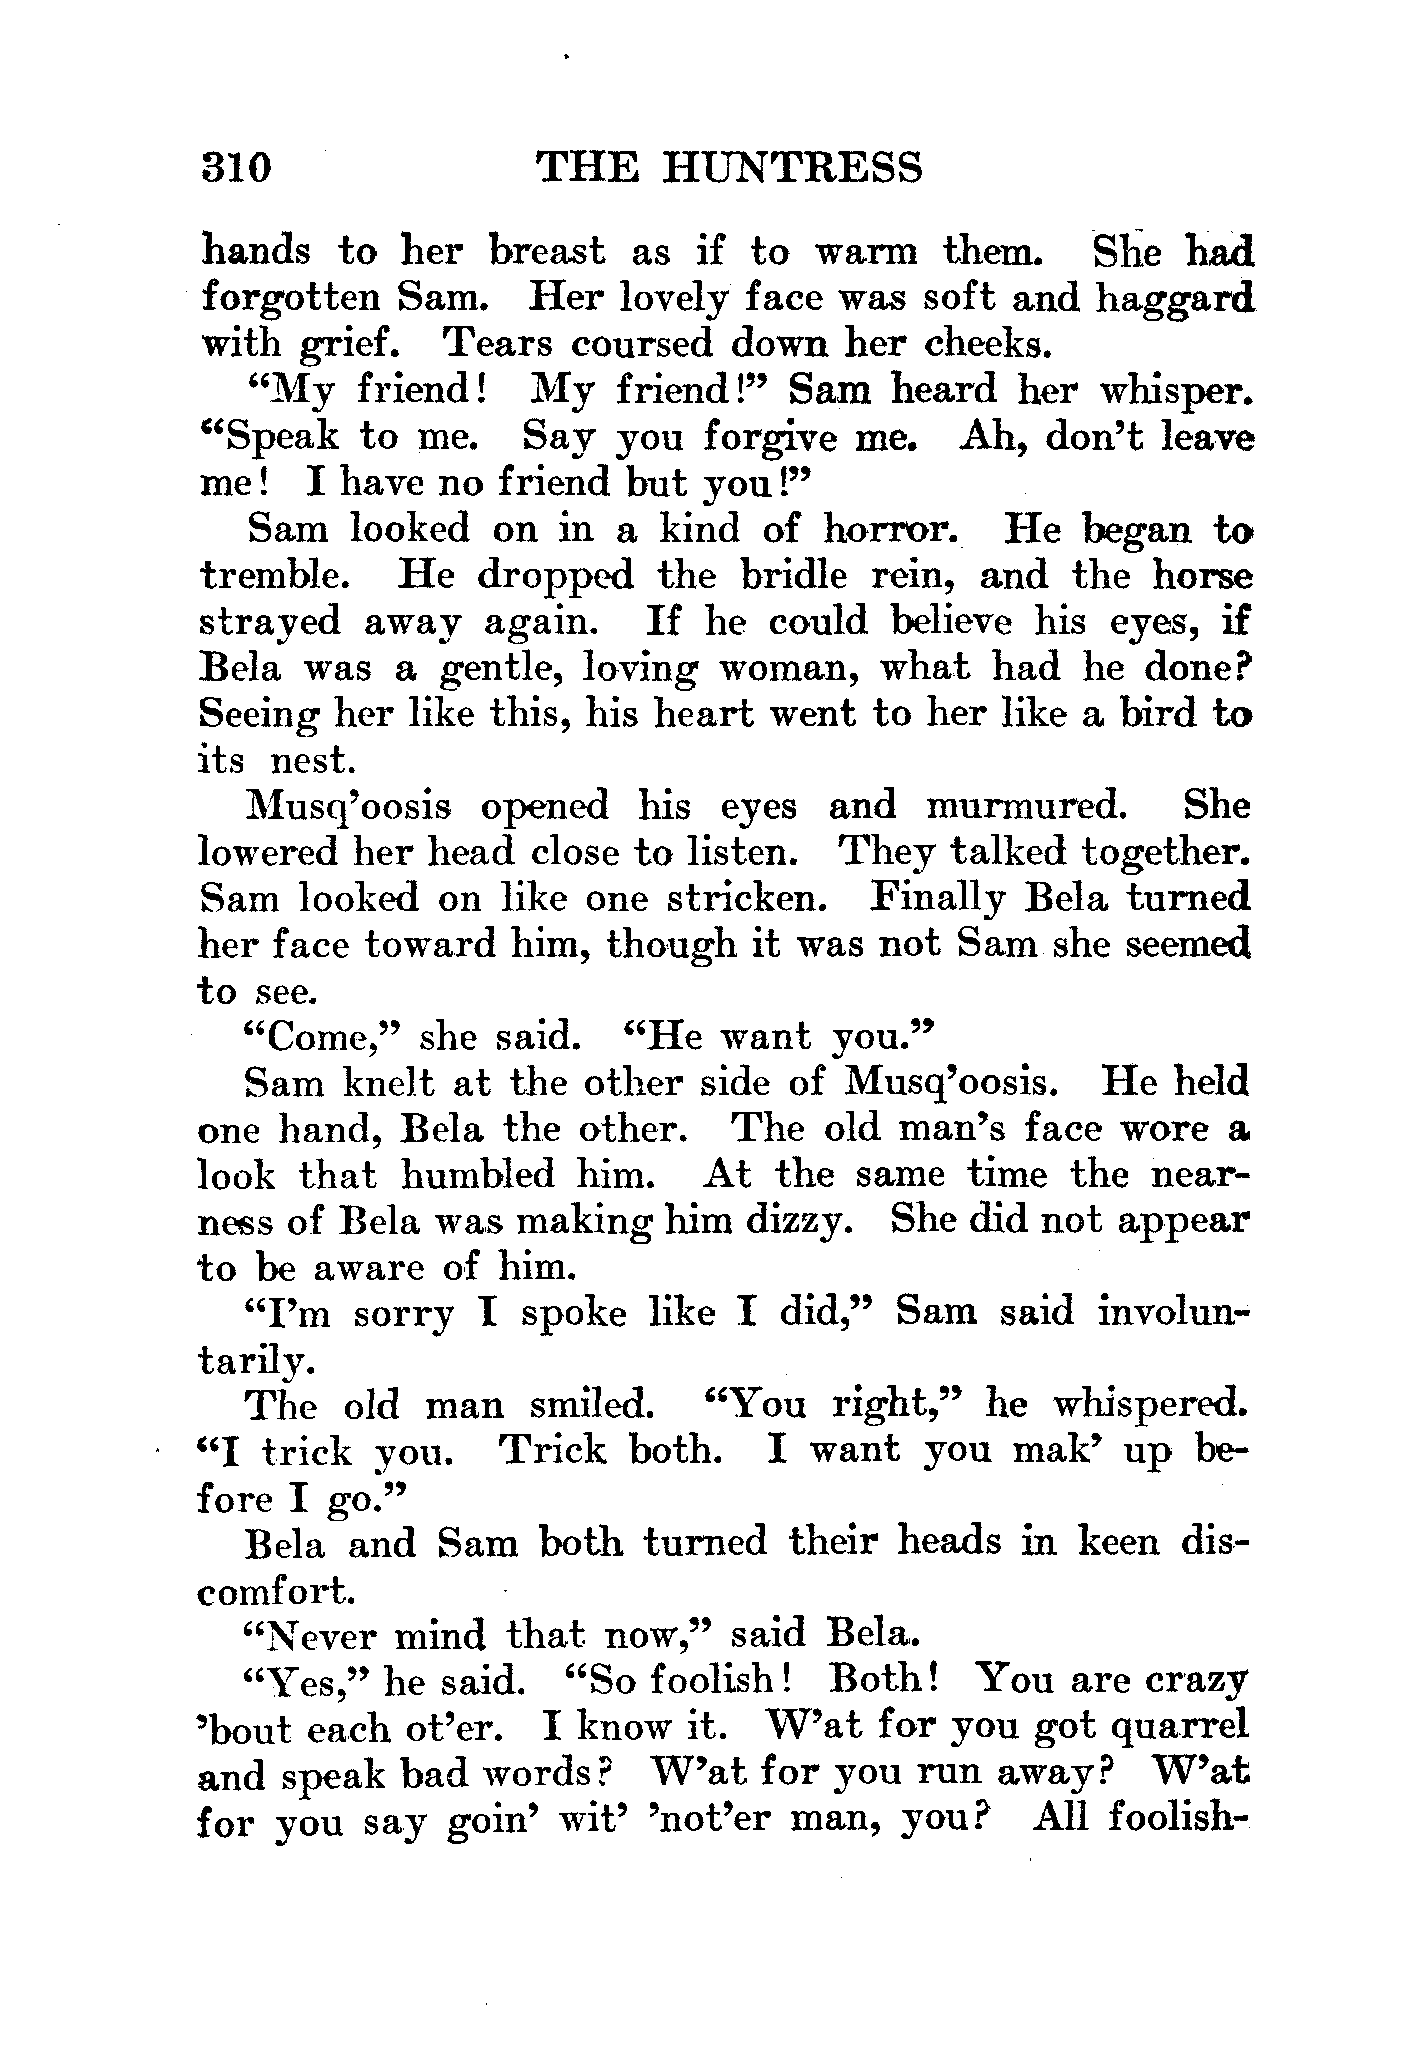 310 THE HUNTRESS
hands to her breast as if to warm them. She had
forgotten Sam. Her lovely face was soft and haggard
with grief. Tears coursed down her cheeks.
"My friend! My friend!" Sam heard her whisper.
"Speak to me. Say you forgive me. Ah, don't leave
me! I have no friend but you!"
Sam looked on in a kind of horror. He began to
tremble. He dropped the bridle rein, and the horse
strayed away again. If he could believe his eyes, if
Bela was a gentle, loving woman, what had he done?
Seeing her like this, his heart went to her like a bird to
its nest.
Musq'oosis opened his eyes and murmured. She
lowered her head close to listen. They talked together.
Sam looked on like one stricken. Finally Bela turned
her face toward him, though it was not Sam she seemed
to see.
"Come," she said. "He want you."
Sam knelt at the other side of Musq'oosis. He held
one hand, Bela the other. The old man's face wore a
look that humbled him. At the same time the near-
ness of Bela was making him dizzy. She did not appear
to be aware of him.
"I'm sorry I spoke like I did," Sam said involun-
tarily.
The old man smiled. "You right," he whispered.
"I trick you. Trick both. I want you mak' up be-
fore I go."
Bela and Sam both turned their heads in keen dis-
comfort.
"Never mind that now," said Bela.
"Yes," he said. "So foolish! Both! You are crazy
'bout each ot'er. I know it. W'at for you got quarrel
and speak bad words? W'at for you run away? W'at
for you say goin' wit' 'not'er man, you? All foolish-